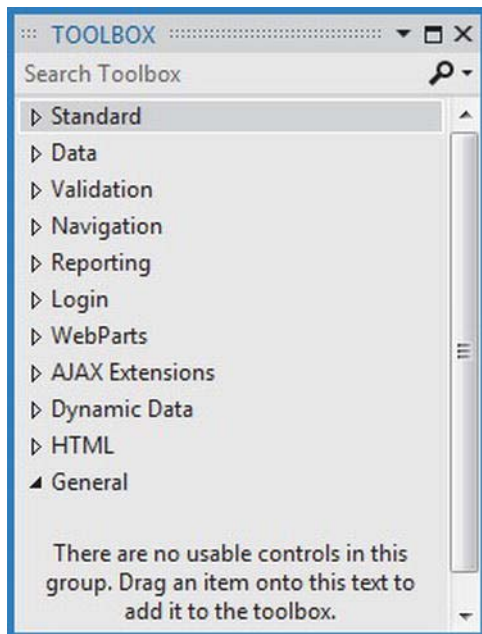 TOOLBOX
Search Toolbox
Standard
Data
Validation
Navigation
Reporting
Login
WebParts
AJAX Extensions
Dynamic Data
HTML
General
There are no usable controls in this
group. Drag an item onto this text to
add it to the toolbox.